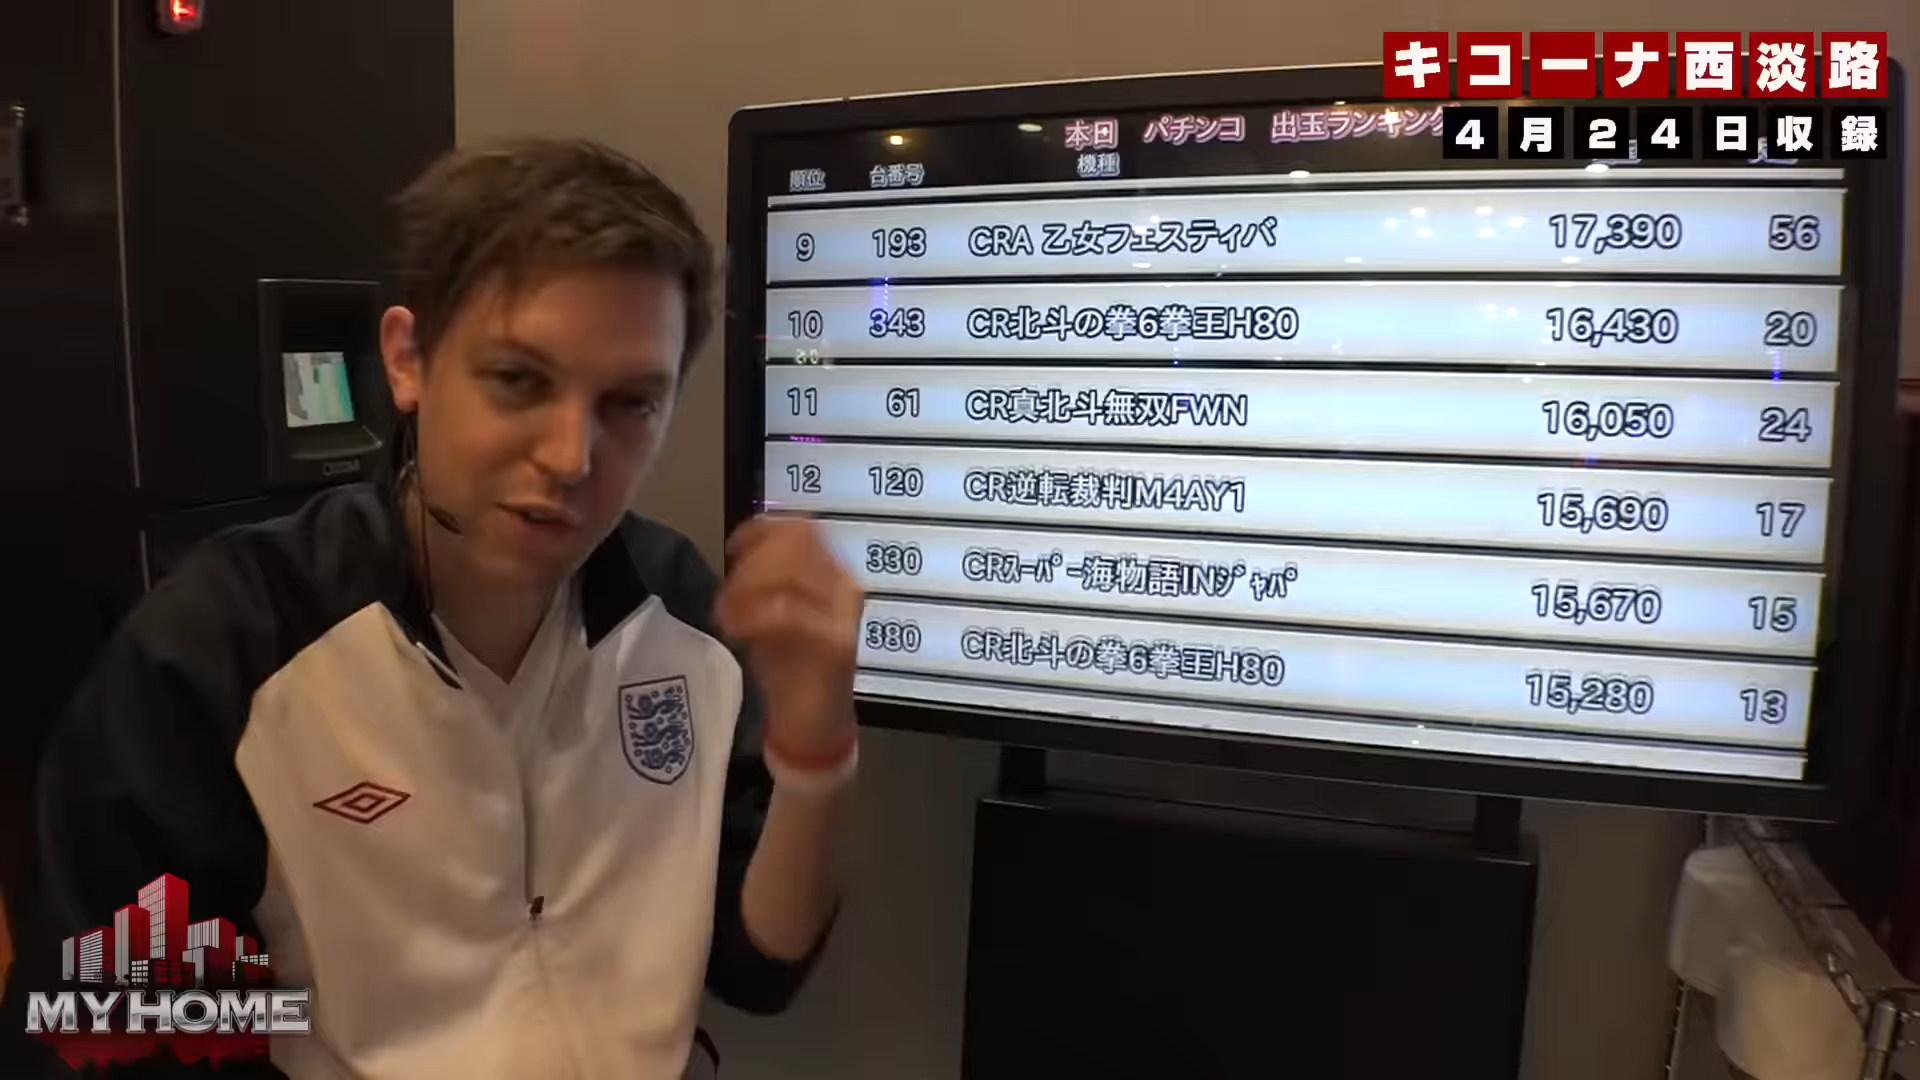 キコーナ西淡路
4月24日収録
本日 パチンコ 出玉ランキング
順位 台番号 機種
9 193 CRA 乙女フェスティバ 17,390 56
10 343 CR北斗の拳6拳王H80 16,430 20
11 61 CR真北斗無双FWN 16,050 24
12 120 CR逆転裁判M4AY1 15,690 17
330 CRｽｰﾊﾟｰ海物語INｼﾞｬﾊﾟ 15,670 15
380 CR北斗の拳6拳王H80 15,280 13
MY HOME